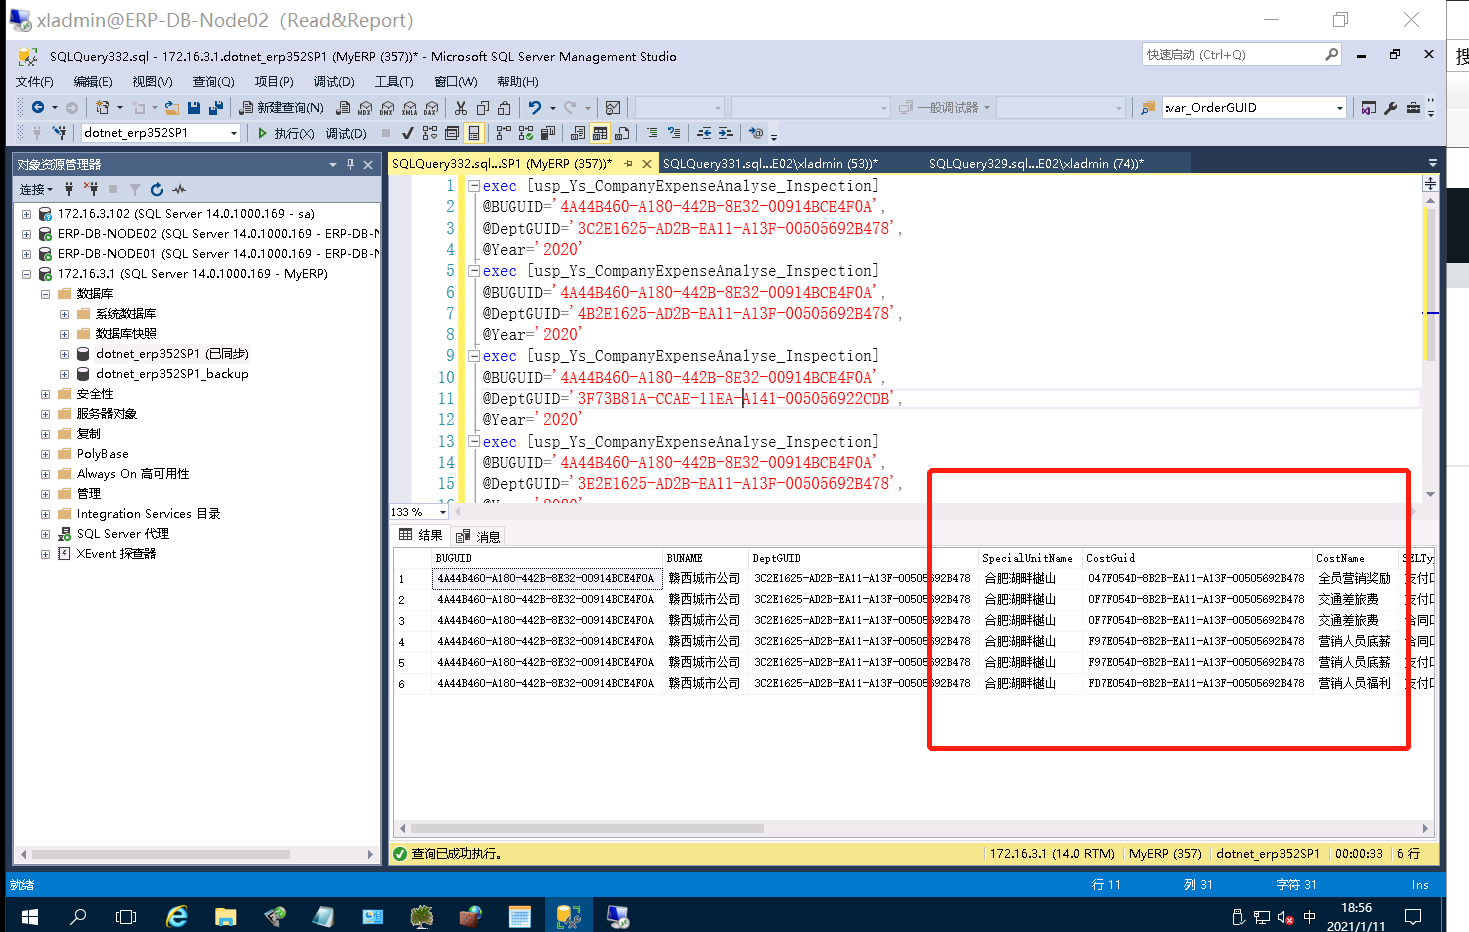 xladmin@ERP-DB-Node02 (Read&Report)
SQLQuery332.sql - 172.16.3.1.dotnet_erp352SP1 (MyERP (357))* - Microsoft SQL Server Management Studio
快速启动 (Ctrl+Q)
搜
文件(F) 编辑(E) 视图(V) 查询(Q) 项目(P) 调试(D) 工具(T) 窗口(W) 帮助(H)
新建查询(N) MDX DMX XMLA DAX 一般调试器 :var_OrderGUID
dotnet_erp352SP1 执行(X) 调试(D)
对象资源管理器
连接
172.16.3.102 (SQL Server 14.0.1000.169 - sa)
ERP-DB-NODE02 (SQL Server 14.0.1000.169 - ERP-DB-N
ERP-DB-NODE01 (SQL Server 14.0.1000.169 - ERP-DB-N
172.16.3.1 (SQL Server 14.0.1000.169 - MyERP)
数据库
系统数据库
数据库快照
dotnet_erp352SP1 (已同步)
dotnet_erp352SP1_backup
安全性
服务器对象
复制
PolyBase
Always On 高可用性
管理
Integration Services 目录
SQL Server 代理
XEvent 探查器
SQLQuery332.sql...SP1 (MyERP (357))* SQLQuery331.sql...E02\xladmin (53))* SQLQuery329.sql...E02\xladmin (74))*
1 exec [usp_Ys_CompanyExpenseAnalyse_Inspection]
2 @BUGUID='4A44B460-A180-442B-8E32-00914BCE4F0A',
3 @DeptGUID='3C2E1625-AD2B-EA11-A13F-00505692B478',
4 @Year='2020'
5 exec [usp_Ys_CompanyExpenseAnalyse_Inspection]
6 @BUGUID='4A44B460-A180-442B-8E32-00914BCE4F0A',
7 @DeptGUID='4B2E1625-AD2B-EA11-A13F-00505692B478',
8 @Year='2020'
9 exec [usp_Ys_CompanyExpenseAnalyse_Inspection]
10 @BUGUID='4A44B460-A180-442B-8E32-00914BCE4F0A',
11 @DeptGUID='3F73B81A-CCAE-11EA-A141-005056922CDB',
12 @Year='2020'
13 exec [usp_Ys_CompanyExpenseAnalyse_Inspection]
14 @BUGUID='4A44B460-A180-442B-8E32-00914BCE4F0A',
15 @DeptGUID='3E2E1625-AD2B-EA11-A13F-00505692B478',
133 %
结果 消息
BUGUID BUNAME DeptGUID SpecialUnitName CostGuid CostName
1 4A44B460-A180-442B-8E32-00914BCE4F0A 赣西城市公司 3C2E1625-AD2B-EA11-A13F-00505692B478 合肥湖畔樾山 047F054D-8B2B-EA11-A13F-00505692B478 全员营销奖励 支付
2 4A44B460-A180-442B-8E32-00914BCE4F0A 赣西城市公司 3C2E1625-AD2B-EA11-A13F-00505692B478 合肥湖畔樾山 0F7F054D-8B2B-EA11-A13F-00505692B478 交通差旅费 支付
3 4A44B460-A180-442B-8E32-00914BCE4F0A 赣西城市公司 3C2E1625-AD2B-EA11-A13F-00505692B478 合肥湖畔樾山 0F7F054D-8B2B-EA11-A13F-00505692B478 交通差旅费 合同
4 4A44B460-A180-442B-8E32-00914BCE4F0A 赣西城市公司 3C2E1625-AD2B-EA11-A13F-00505692B478 合肥湖畔樾山 F97E054D-8B2B-EA11-A13F-00505692B478 营销人员底薪 合同
5 4A44B460-A180-442B-8E32-00914BCE4F0A 赣西城市公司 3C2E1625-AD2B-EA11-A13F-00505692B478 合肥湖畔樾山 F97E054D-8B2B-EA11-A13F-00505692B478 营销人员底薪 支付
6 4A44B460-A180-442B-8E32-00914BCE4F0A 赣西城市公司 3C2E1625-AD2B-EA11-A13F-00505692B478 合肥湖畔樾山 FD7E054D-8B2B-EA11-A13F-00505692B478 营销人员福利 支付
查询已成功执行。 172.16.3.1 (14.0 RTM) MyERP (357) dotnet_erp352SP1 00:00:33 6 行
就绪 行 11 列 31 字符 31 Ins
中 18:56
2021/1/11